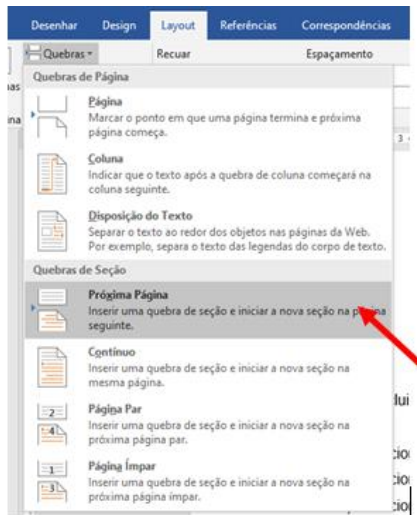 Desenhar Design Layout Referências Correspondências
Quebras Recuar Espaçamento
Quebras de Página
Página
Marcar o ponto em que uma página termina e próxima
página começa.
3
Coluna
Indicar que o texto após a quebra de coluna começará na
coluna seguinte.
Disposição do Texto
Separar o texto ao redor dos objetos nas páginas da Web.
Por exemplo, separa o texto das legendas do corpo de texto.
Quebras de Seção
Próxima Página
Inserir uma quebra de seção e iniciar a nova seção na página
seguinte.
Contínuo
Inserir uma quebra de seção e iniciar a nova seção na
mesma página.
Página Par
Inserir uma quebra de seção e iniciar a nova seção na
próxima página par.
2
4
Página Ímpar
Inserir uma quebra de seção e iniciar a nova seção na
próxima página ímpar.
1
3